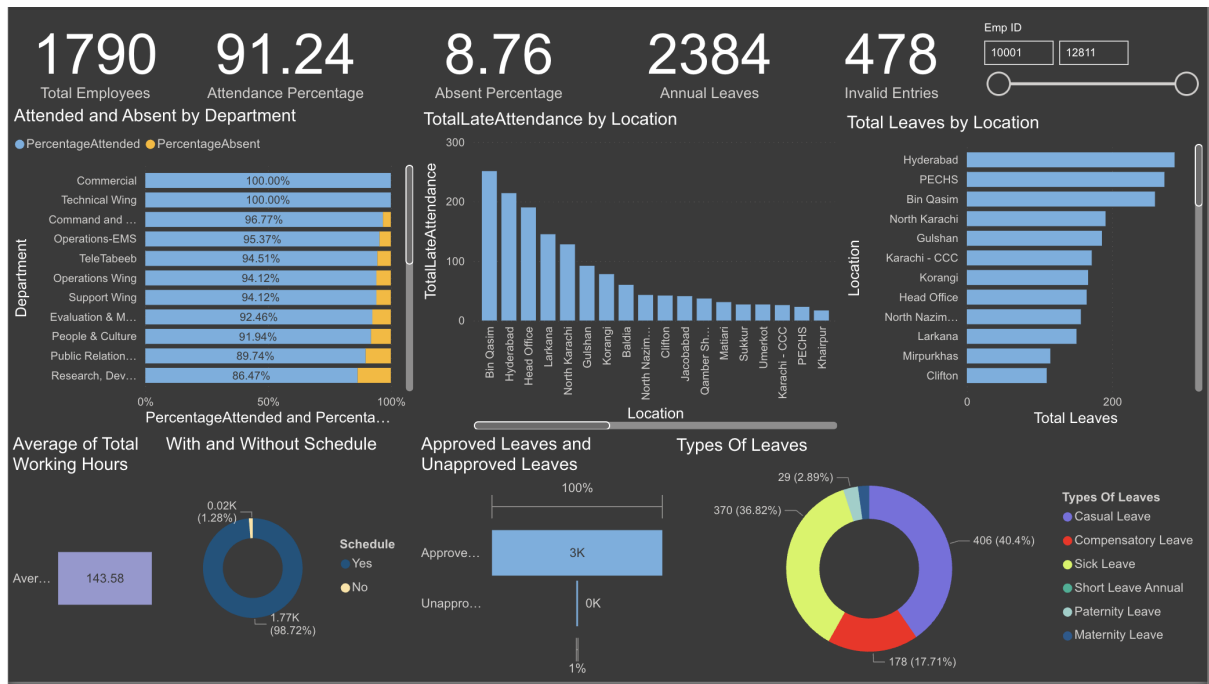 1790
Total Employees
91.24
Attendance Percentage
8.76
Absent Percentage
2384
Annual Leaves
478
Invalid Entries
Emp ID
10001
12811
Attended and Absent by Department
PercentageAttended
PercentageAbsent
Department
Commercial
100.00%
Technical Wing
100.00%
Command and …
96.77%
Operations-EMS
95.37%
TeleTabeeb
94.51%
Operations Wing
94.12%
Support Wing
94.12%
Evaluation & M…
92.46%
People & Culture
91.94%
Public Relation…
89.74%
Research, Dev…
86.47%
0%
50%
100%
PercentageAttended and Percenta…
TotalLateAttendance by Location
TotalLateAttendance
300
200
100
0
Bin Qasim
Hyderabad
Head Office
Larkana
North Karachi
Gulshan
Korangi
Baldia
North Nazim…
Clifton
Jacobabad
Qamber Sh…
Matiari
Sukkur
Umerkot
Karachi - CCC
PECHS
Khairpur
Location
Total Leaves by Location
Location
Hyderabad
PECHS
Bin Qasim
North Karachi
Gulshan
Karachi - CCC
Korangi
Head Office
North Nazim…
Larkana
Mirpurkhas
Clifton
0
200
Total Leaves
Average of Total
Working Hours
Aver…
143.58
With and Without Schedule
0.02K
(1.28%)
1.77K
(98.72%)
Schedule
Yes
No
Approved Leaves and
Unapproved Leaves
100%
Approve…
3K
Unappro…
0K
1%
Types Of Leaves
29 (2.89%)
370 (36.82%)
406 (40.4%)
178 (17.71%)
Types Of Leaves
Casual Leave
Compensatory Leave
Sick Leave
Short Leave Annual
Paternity Leave
Maternity Leave